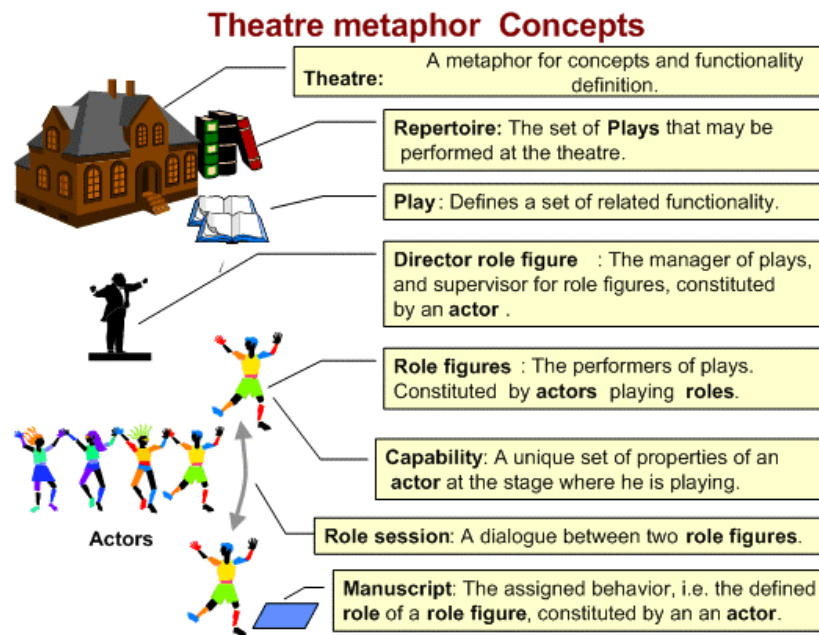 Theatre metaphor Concepts
A metaphor for concepts and functionality
Theatre: definition.
Repertoire: The set of Plays that may be
performed at the theatre.
Play : Defines a set of related functionality.
Director role figure : The manager of plays,
and supervisor for role figures, constituted
by an actor .
Role figures : The performers of plays.
Constituted by actors playing roles.
Capability: A unique set of properties of an
actor at the stage where he is playing.
Actors
Role session: A dialogue between two role figures.
Manuscript: The assigned behavior, i.e. the defined
role of a role figure, constituted by an an actor.